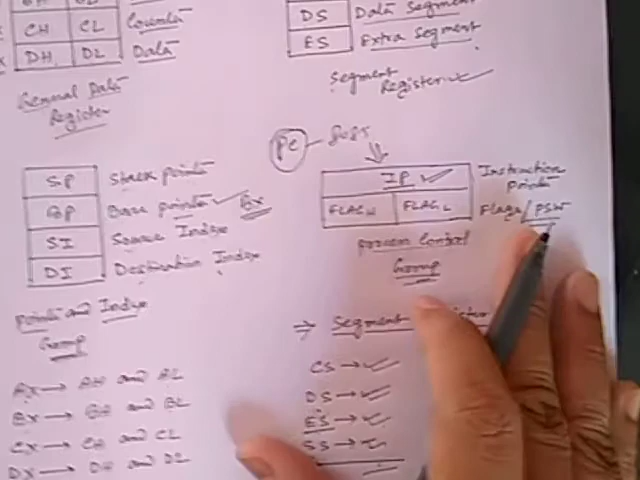 CH CL Counter
DH DL Data
General Data
Register
DS Data Segment
ES Extra Segment
Segment
Register
PC - 8085
SP Stack pointer
BP Base pointer Bx
SI Source Index
DI Destination Index
Pointer and Index
Group
IP Instruction
Pointer
FLAG H FLAG L Flags/PSW
process control
Group
→ Segment Register
CS →
DS →
ES →
SS →
Ax → AH and AL
Bx → BH and BL
Cx → CH and CL
Dx → DH and DL